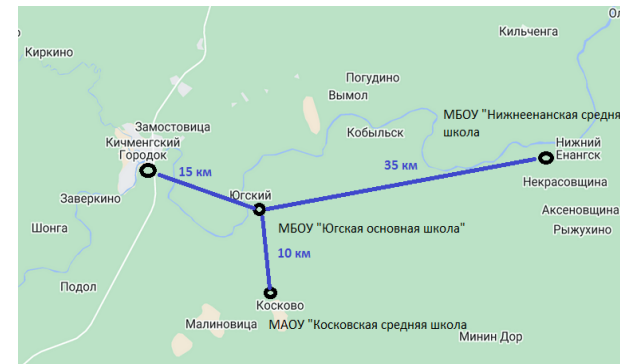 Кильченга
Киркино
Погудино
Вымол
МБОУ "Нижнеенанская средня
школа
Замостовица
Кобыльск
Кичменгский
Городок
Нижний
Енангск
15 км
35 км
Некрасовщина
Югский
Заверкино
Аксеновщина
Шонга
МБОУ "Югская основная школа"
Рыжухино
10 км
Подол
Косково
Малиновица
МАОУ "Косковская средняя школа
Минин Дор